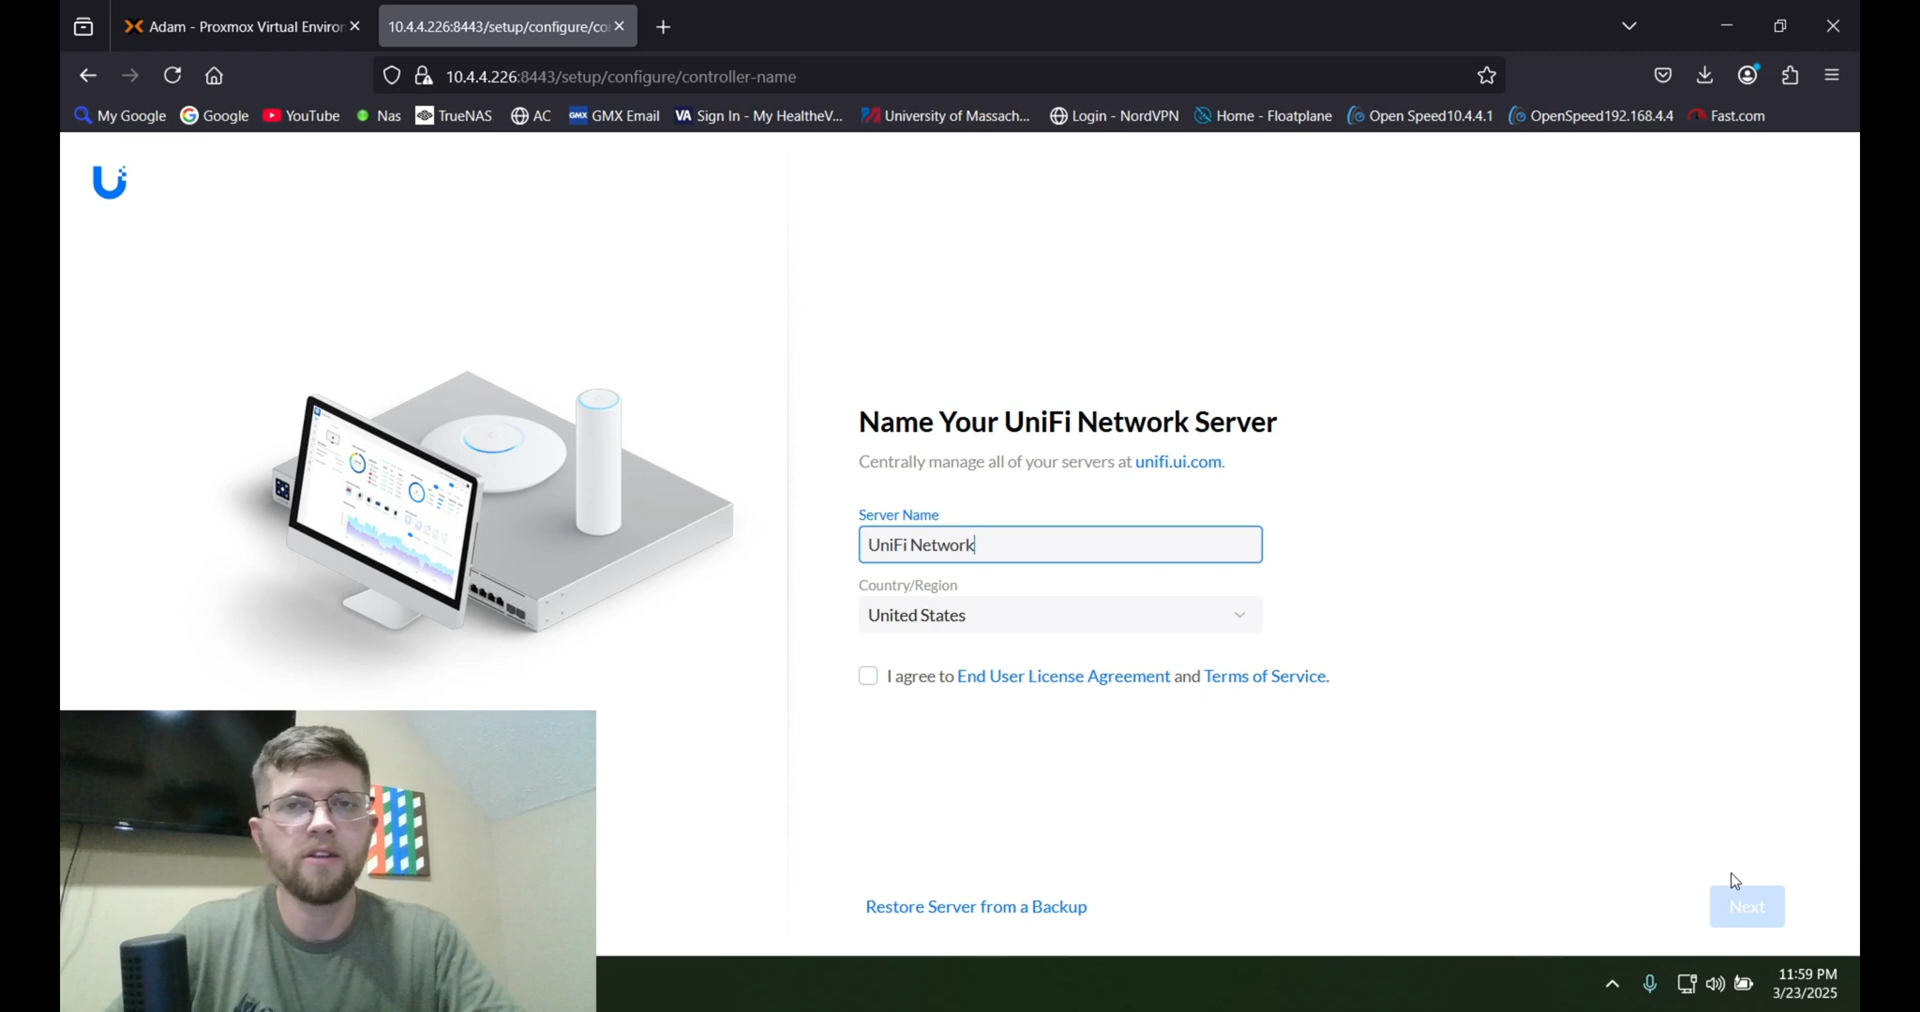 Adam - Proxmox Virtual Enviro
10.4.4.226:8443/setup/configure/co
10.4.4.226:8443/setup/configure/controller-name
My Google
Google
YouTube
Nas
TrueNAS
AC
GMX
GMX Email
VA
Sign In - My HealtheV...
University of Massach...
Login - NordVPN
Home - Floatplane
Open Speed10.4.4.1
OpenSpeed192.168.4.4
Fast.com
Name Your UniFi Network Server
Centrally manage all of your servers at unifi.ui.com.
Server Name
UniFi Network
Country/Region
United States
I agree to End User License Agreement and Terms of Service.
Restore Server from a Backup
Next
11:59 PM
3/23/2025